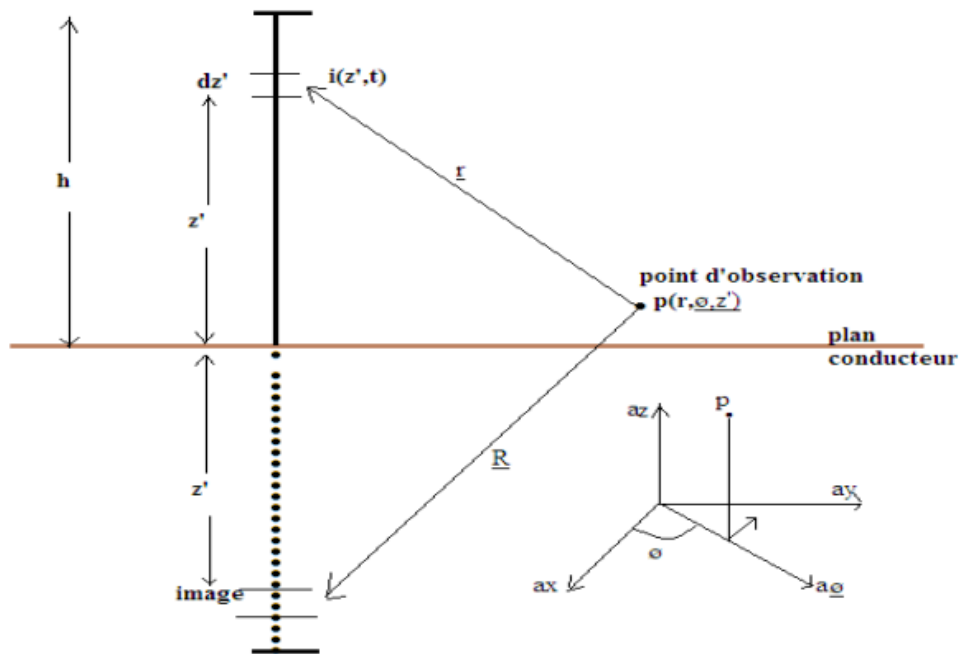 dz'
i(z',t)
h
r
z'
point d'observation
p(r,ø,z')
plan
conducteur
az
p
R
ay
z'
ø
image
ax
aø